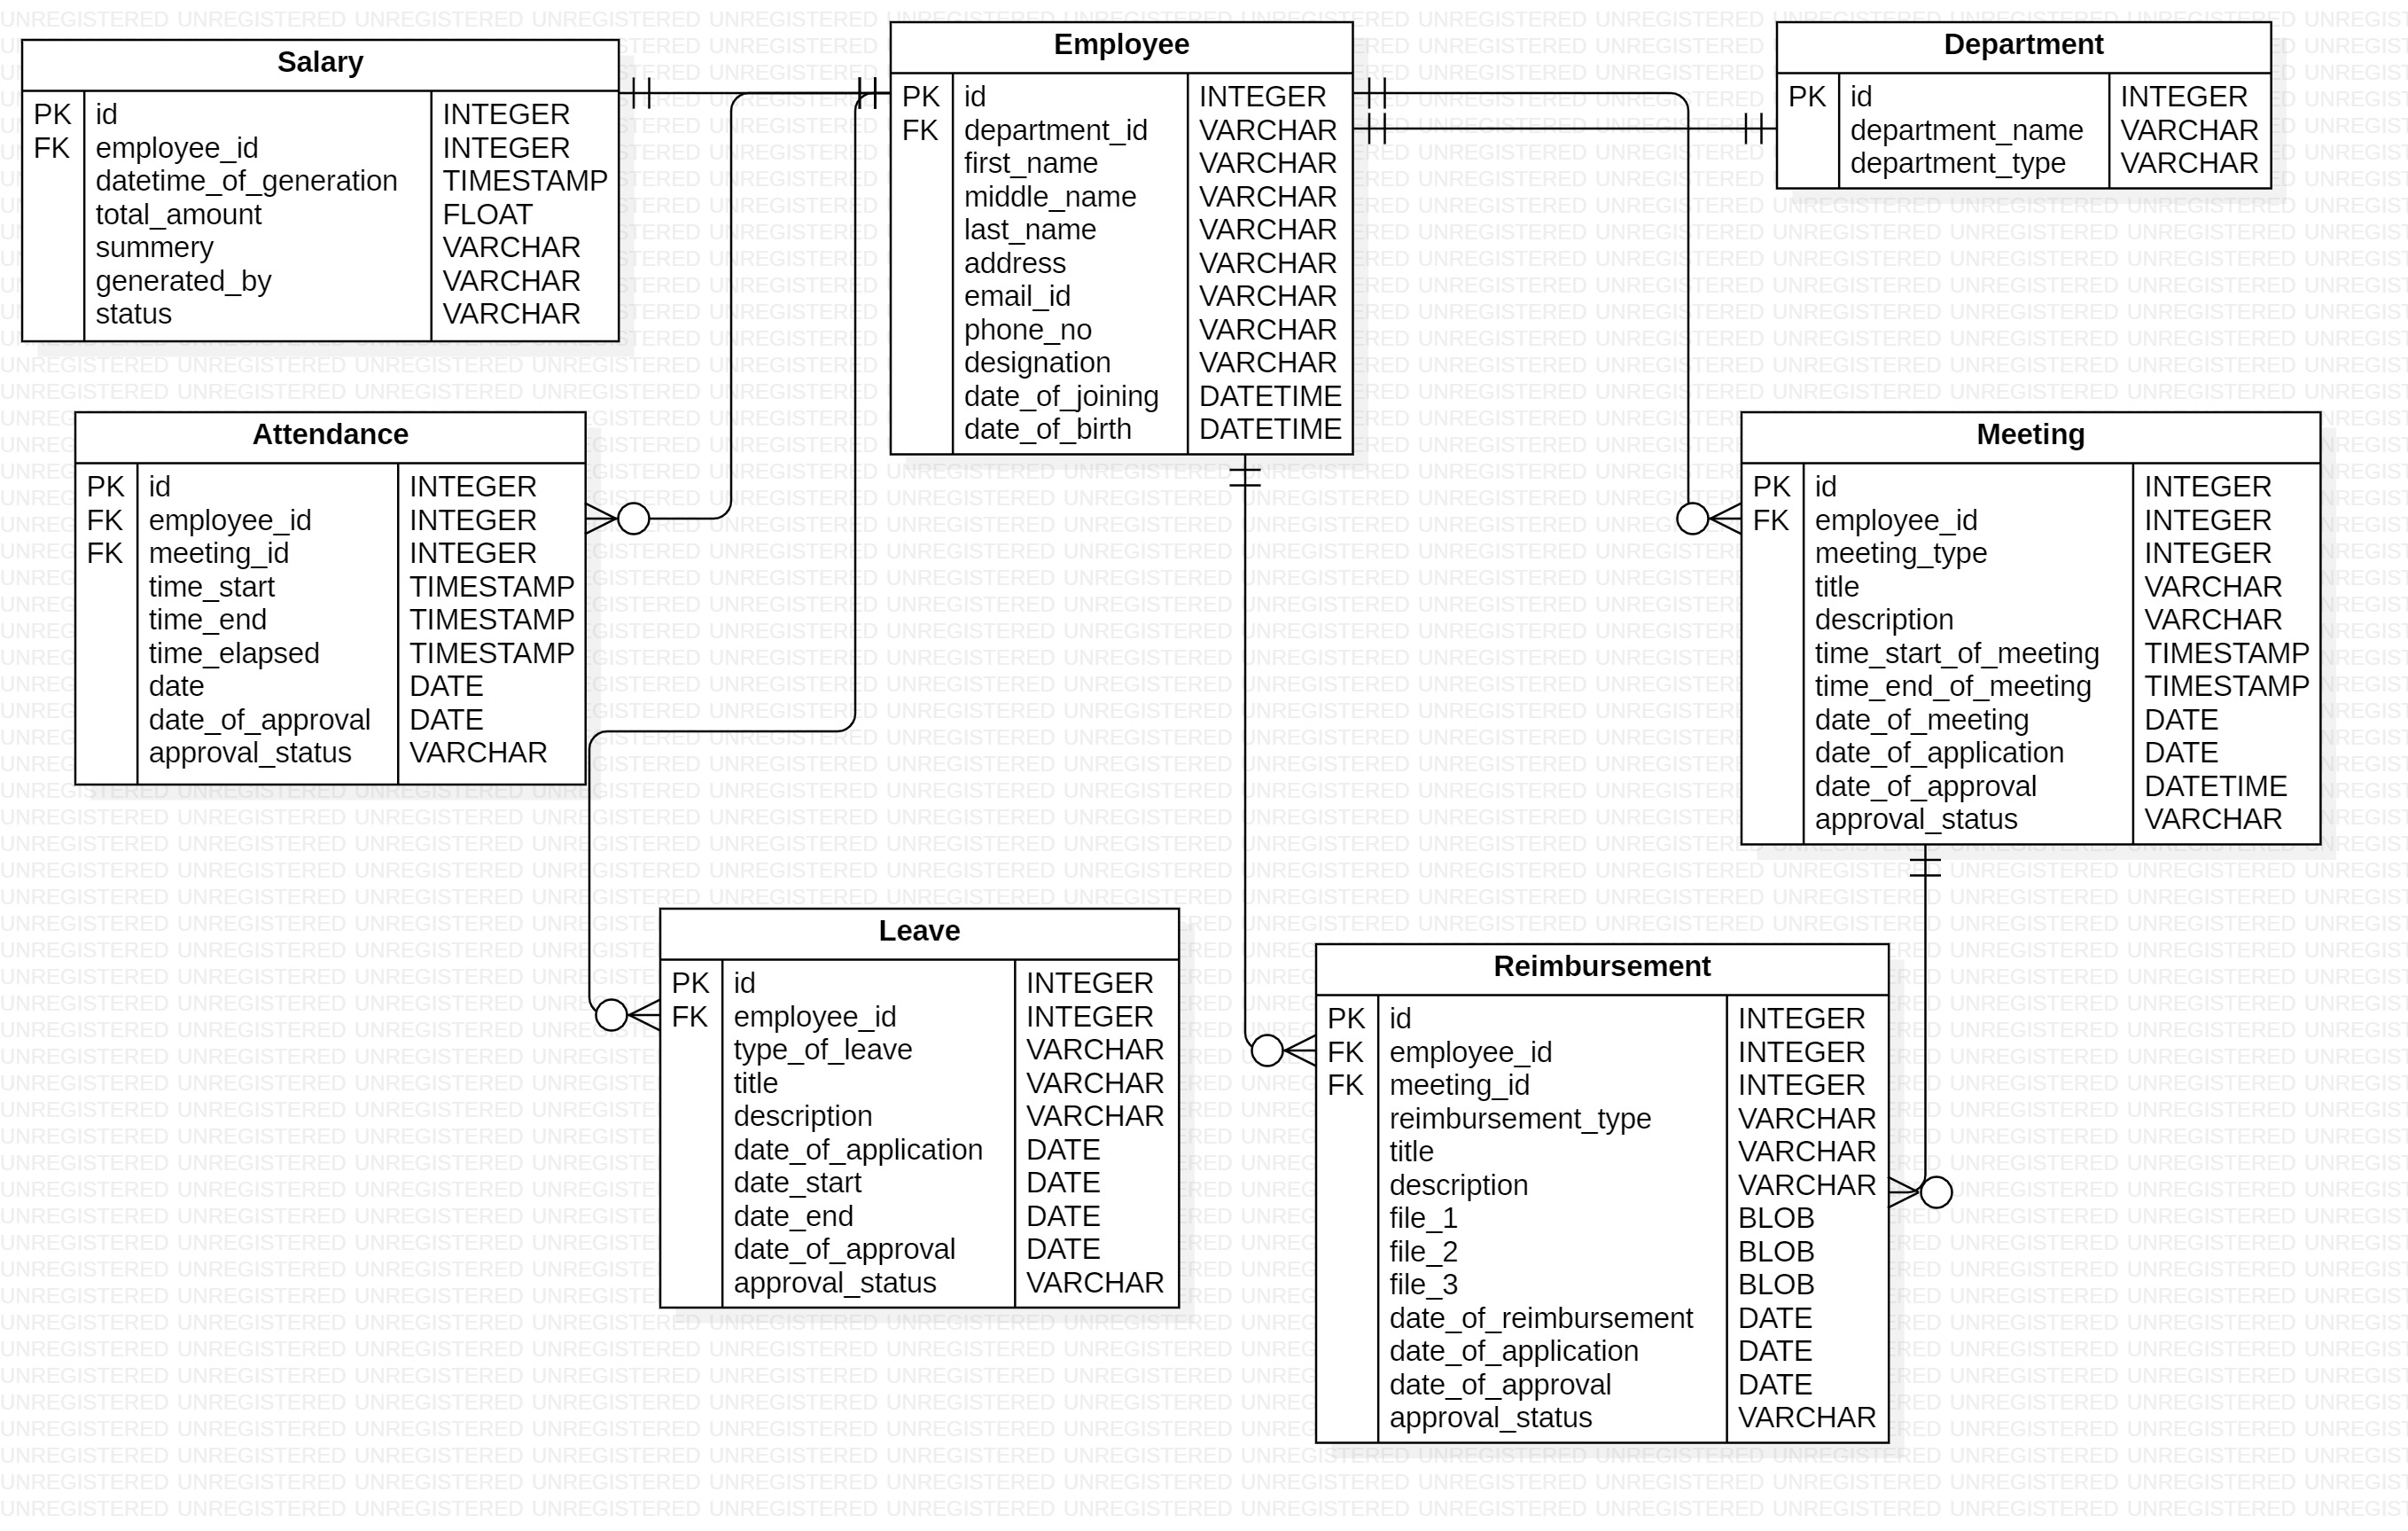 Salary
PK id INTEGER
FK employee_id INTEGER
datetime_of_generation TIMESTAMP
total_amount FLOAT
summery VARCHAR
generated_by VARCHAR
status VARCHAR
Employee
PK id INTEGER
FK department_id VARCHAR
first_name VARCHAR
middle_name VARCHAR
last_name VARCHAR
address VARCHAR
email_id VARCHAR
phone_no VARCHAR
designation VARCHAR
date_of_joining DATETIME
date_of_birth DATETIME
Department
PK id INTEGER
department_name VARCHAR
department_type VARCHAR
Attendance
PK id INTEGER
FK employee_id INTEGER
FK meeting_id INTEGER
time_start TIMESTAMP
time_end TIMESTAMP
time_elapsed TIMESTAMP
date DATE
date_of_approval DATE
approval_status VARCHAR
Meeting
PK id INTEGER
FK employee_id INTEGER
meeting_type INTEGER
title VARCHAR
description VARCHAR
time_start_of_meeting TIMESTAMP
time_end_of_meeting TIMESTAMP
date_of_meeting DATE
date_of_application DATE
date_of_approval DATETIME
approval_status VARCHAR
Leave
PK id INTEGER
FK employee_id INTEGER
type_of_leave VARCHAR
title VARCHAR
description VARCHAR
date_of_application DATE
date_start DATE
date_end DATE
date_of_approval DATE
approval_status VARCHAR
Reimbursement
PK id INTEGER
FK employee_id INTEGER
FK meeting_id INTEGER
reimbursement_type VARCHAR
title VARCHAR
description VARCHAR
file_1 BLOB
file_2 BLOB
file_3 BLOB
date_of_reimbursement DATE
date_of_application DATE
date_of_approval DATE
approval_status VARCHAR
UNREGISTERED